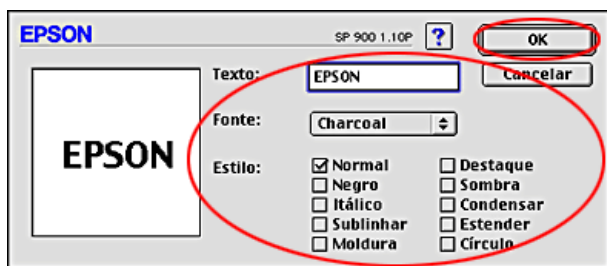 EPSON
SP 900 1.10P
?
OK
Texto:
EPSON
Cancelar
EPSON
Fonte:
Charcoal
Estilo:
Normal
Destaque
Negro
Sombra
Itálico
Condensar
Sublinhar
Estender
Moldura
Círculo